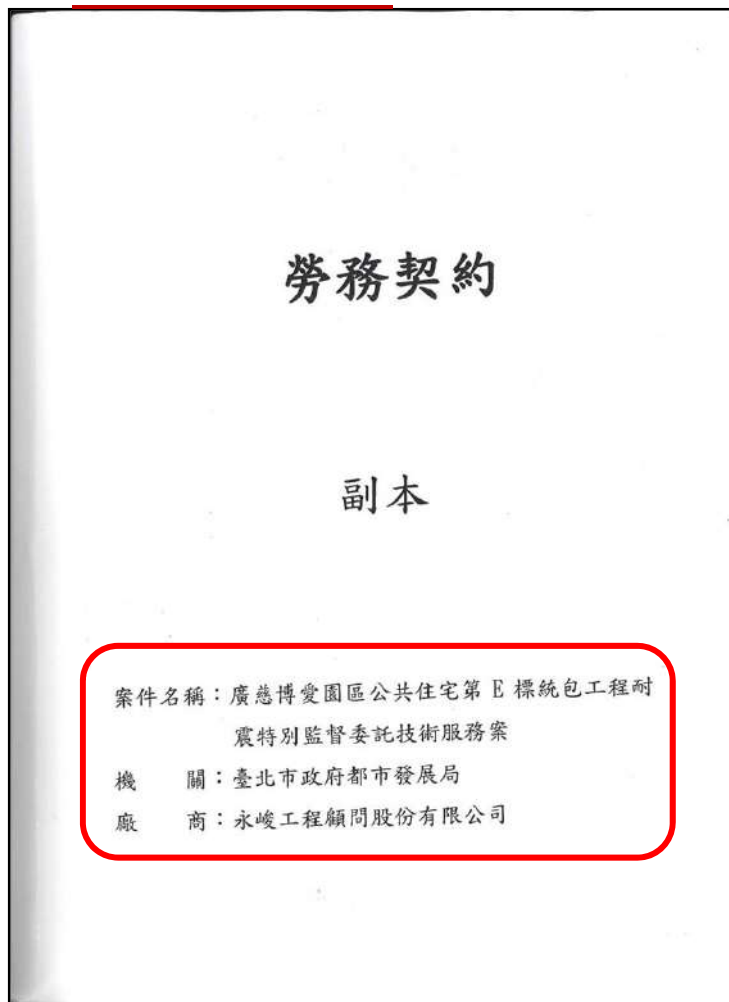 勞務契約
副本
案件名稱：廣慈博愛園區公共住宅第 E 標統包工程耐
震特別監督委託技術服務案
機　　關：臺北市政府都市發展局
廠　　商：永峻工程顧問股份有限公司